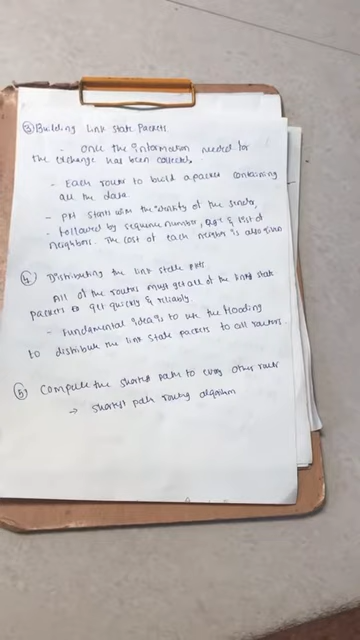 ③ Building Link State Packets
- once the information needed for
the exchange has been collected,
- Each router to build a packet containing
all the data.
- Pkt starts with the identity of the sender,
- followed by sequence number, & list of
neighbors. The cost of each neighbor is also given
④ Distributing the link state pkts
All of the routers must get all of the link state
packets to get quickly & reliably.
- Fundamental idea is to use the flooding
to distribute the link state packets to all routers.
⑤ Compute the shortest path to every other router
→ shortest path routing algorithm